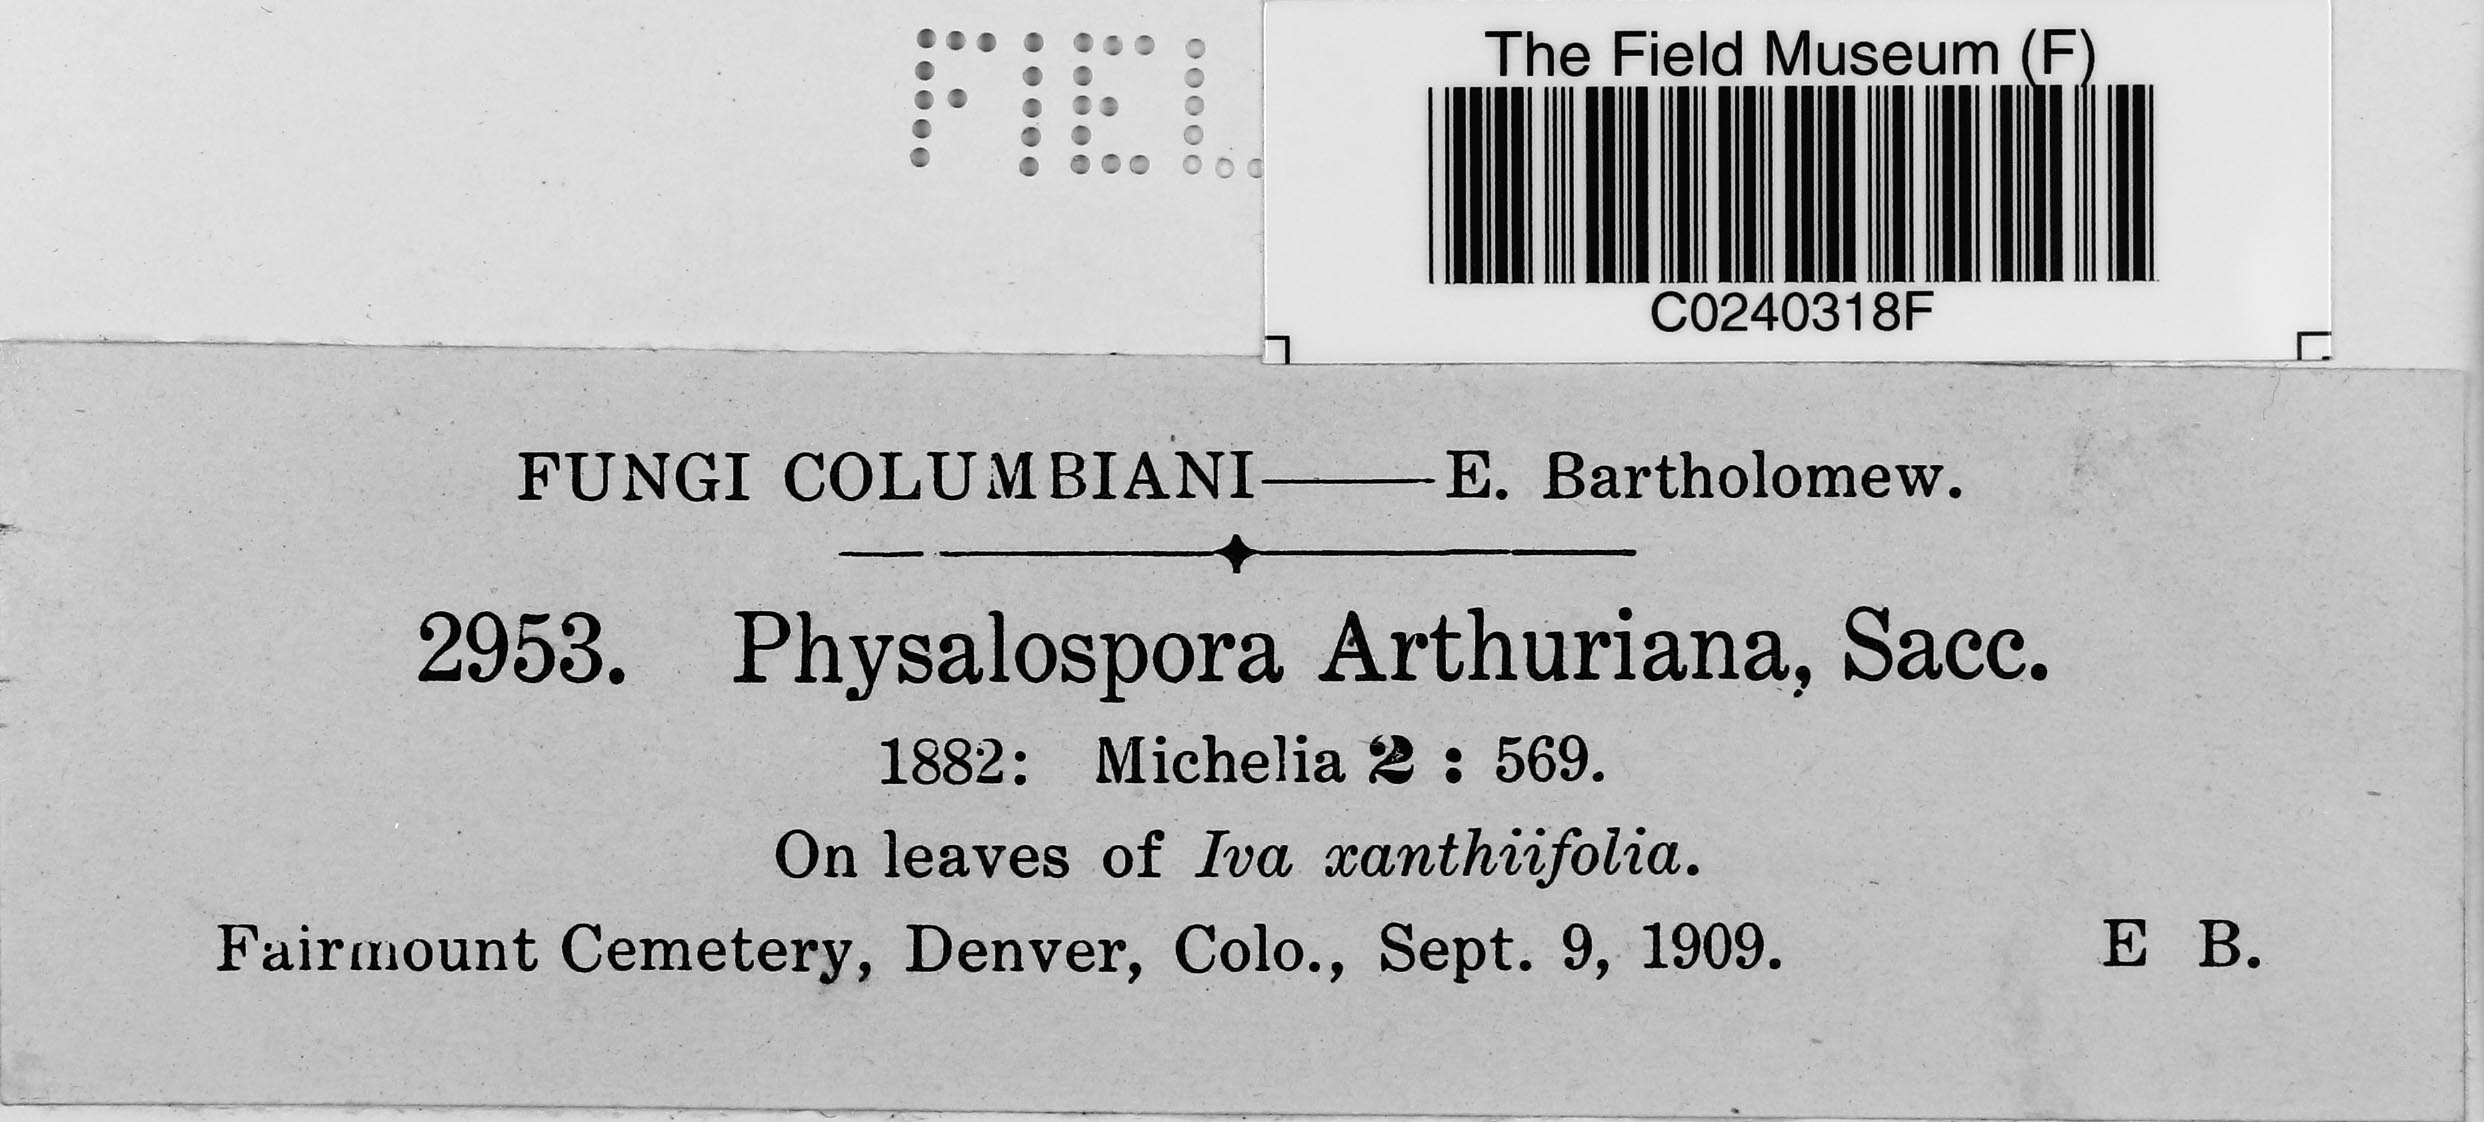 FIEL
The Field Museum (F)
C0240318F
FUNGI COLUMBIANI——E. Bartholomew.
2953. Physalospora Arthuriana, Sacc.
1882: Michelia 2 : 569.
On leaves of Iva xanthiifolia.
Fairmount Cemetery, Denver, Colo., Sept. 9, 1909. E B.